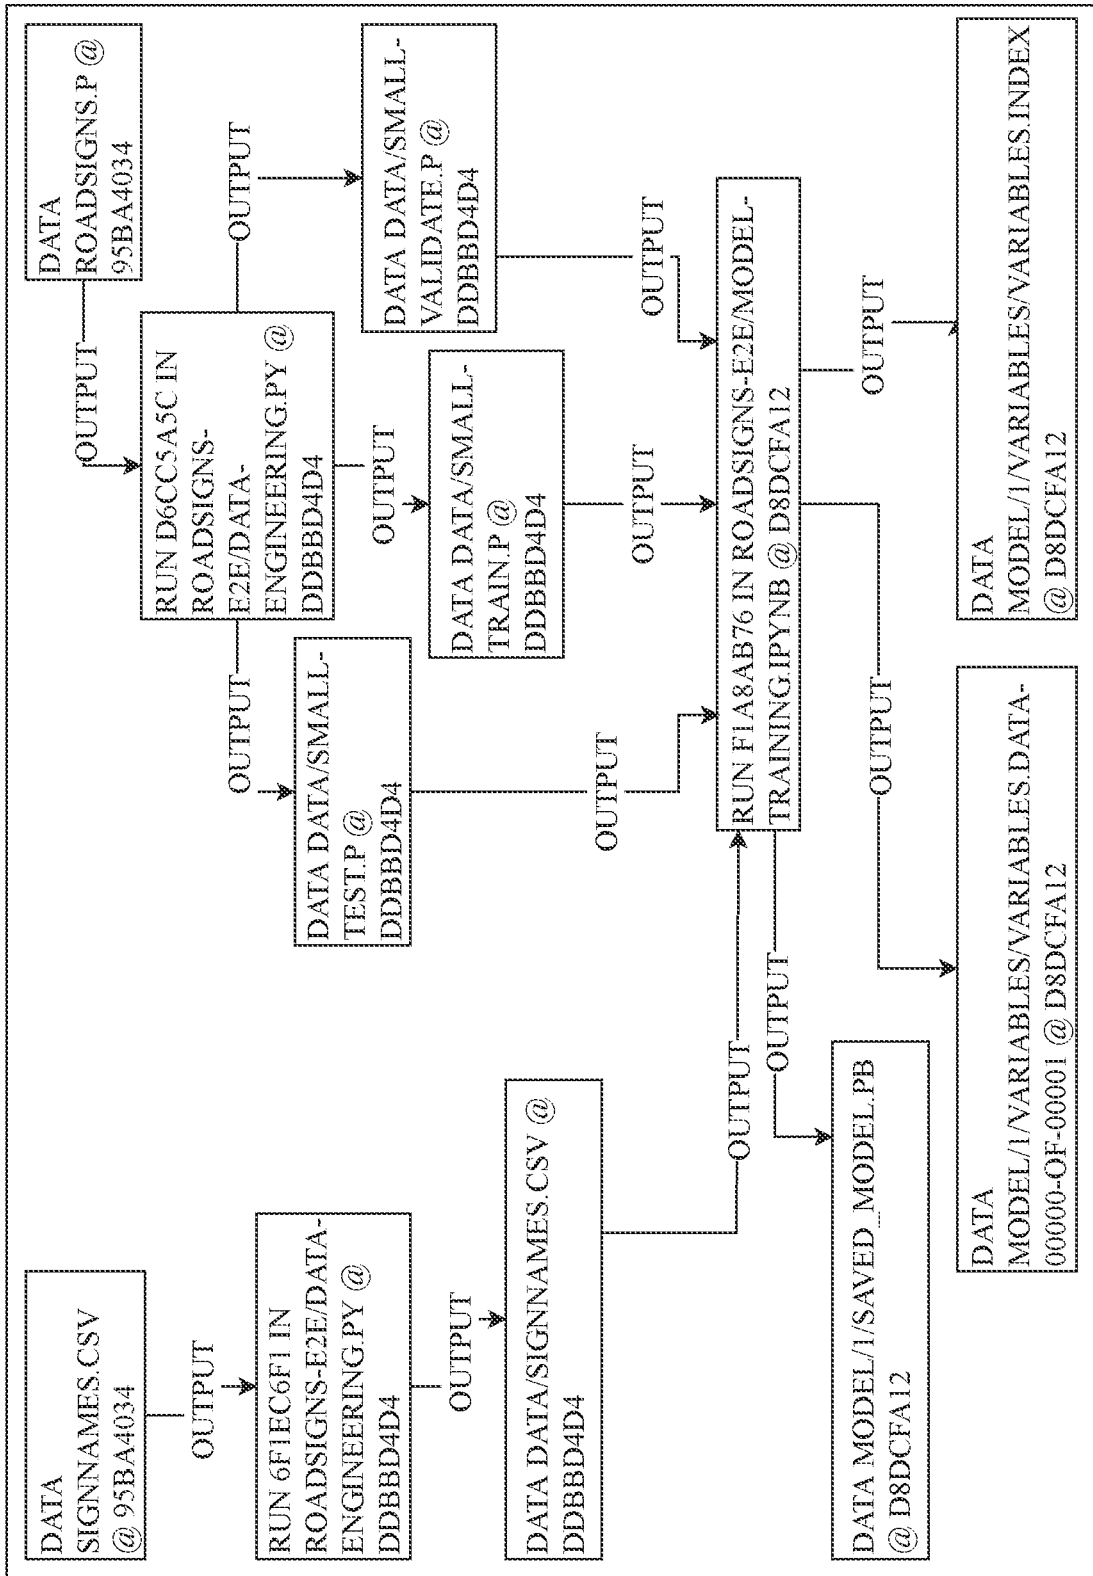 DATA
SIGNNAMES.CSV
@ 95BA4034
OUTPUT
RUN 6F1EC6F1 IN
ROADSIGNS-E2E/DATA-
ENGINEERING.PY @
DDBBD4D4
OUTPUT
DATA DATA/SIGNNAMES.CSV @
DDBBD4D4
OUTPUT
DATA
ROADSIGNS.P @
95BA4034
OUTPUT
RUN D6CC5A5C IN
ROADSIGNS-
E2E/DATA-
ENGINEERING.PY @
DDBBD4D4
OUTPUT
OUTPUT
OUTPUT
DATA DATA/SMALL-
TEST.P @
DDBBD4D4
DATA DATA/SMALL-
TRAIN.P @
DDBBD4D4
DATA DATA/SMALL-
VALIDATE.P @
DDBBD4D4
OUTPUT
OUTPUT
OUTPUT
RUN F1A8AB76 IN ROADSIGNS-E2E/MODEL-
TRAINING.IPYNB @ D8DCFA12
OUTPUT
OUTPUT
OUTPUT
DATA MODEL/1/SAVED_MODEL.PB
@ D8DCFA12
DATA
MODEL/1/VARIABLES/VARIABLES.DATA-
00000-OF-00001 @ D8DCFA12
DATA
MODEL/1/VARIABLES/VARIABLES.INDEX
@ D8DCFA12